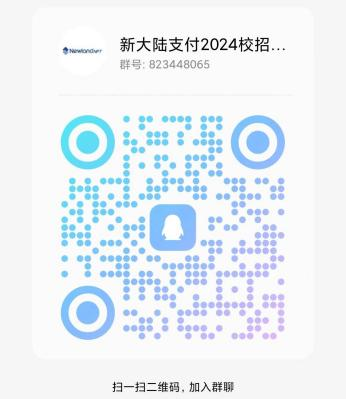 新大陆支付2024校招...
Newland NPT
群号: 823448065
扫一扫二维码，加入群聊